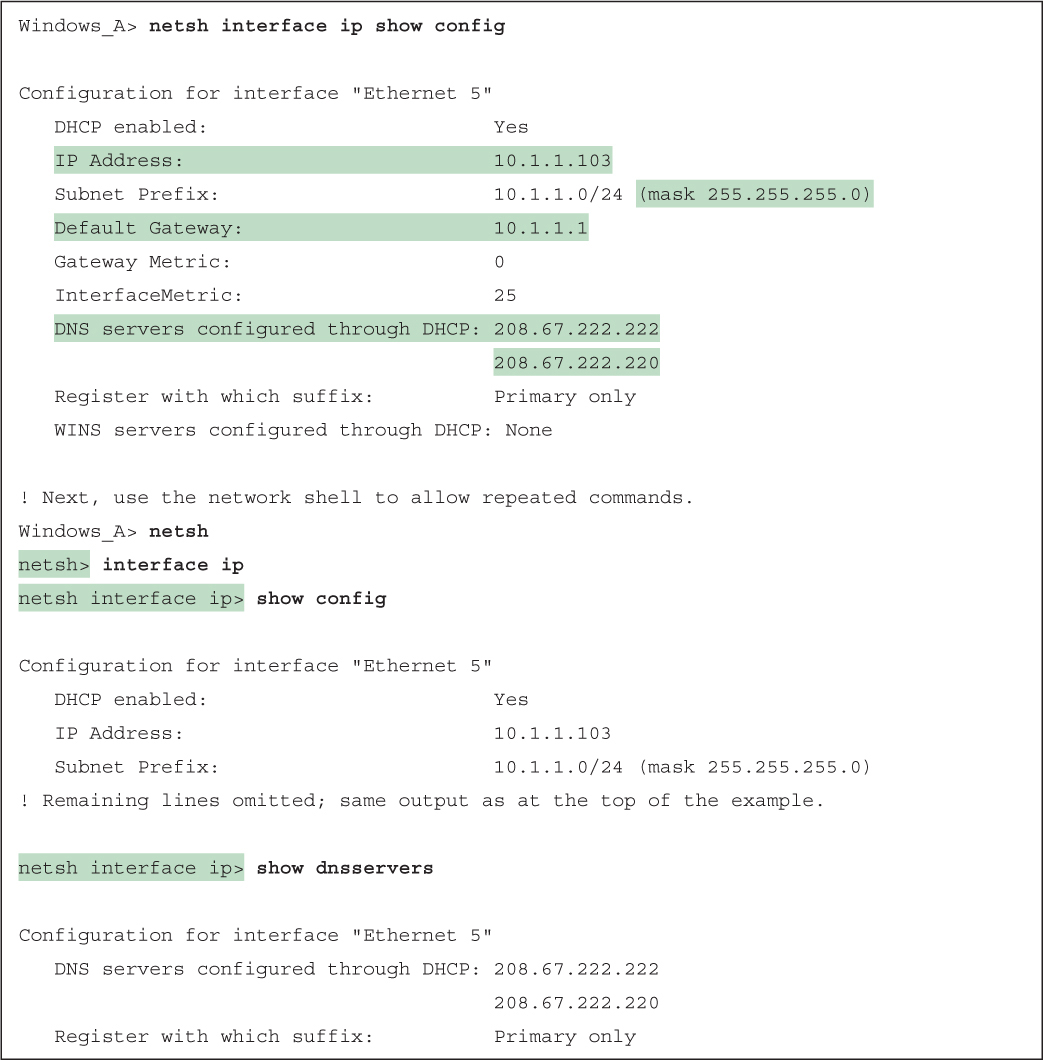 Windows_A> netsh interface ip show config
Configuration for interface "Ethernet 5"
DHCP enabled: Yes
IP Address: 10.1.1.103
Subnet Prefix: 10.1.1.0/24 (mask 255.255.255.0)
Default Gateway: 10.1.1.1
Gateway Metric: 0
InterfaceMetric: 25
DNS servers configured through DHCP: 208.67.222.222
208.67.222.220
Register with which suffix: Primary only
WINS servers configured through DHCP: None
! Next, use the network shell to allow repeated commands.
Windows_A> netsh
netsh> interface ip
netsh interface ip> show config
Configuration for interface "Ethernet 5"
DHCP enabled: Yes
IP Address: 10.1.1.103
Subnet Prefix: 10.1.1.0/24 (mask 255.255.255.0)
! Remaining lines omitted; same output as at the top of the example.
netsh interface ip> show dnsservers
Configuration for interface "Ethernet 5"
DNS servers configured through DHCP: 208.67.222.222
208.67.222.220
Register with which suffix: Primary only